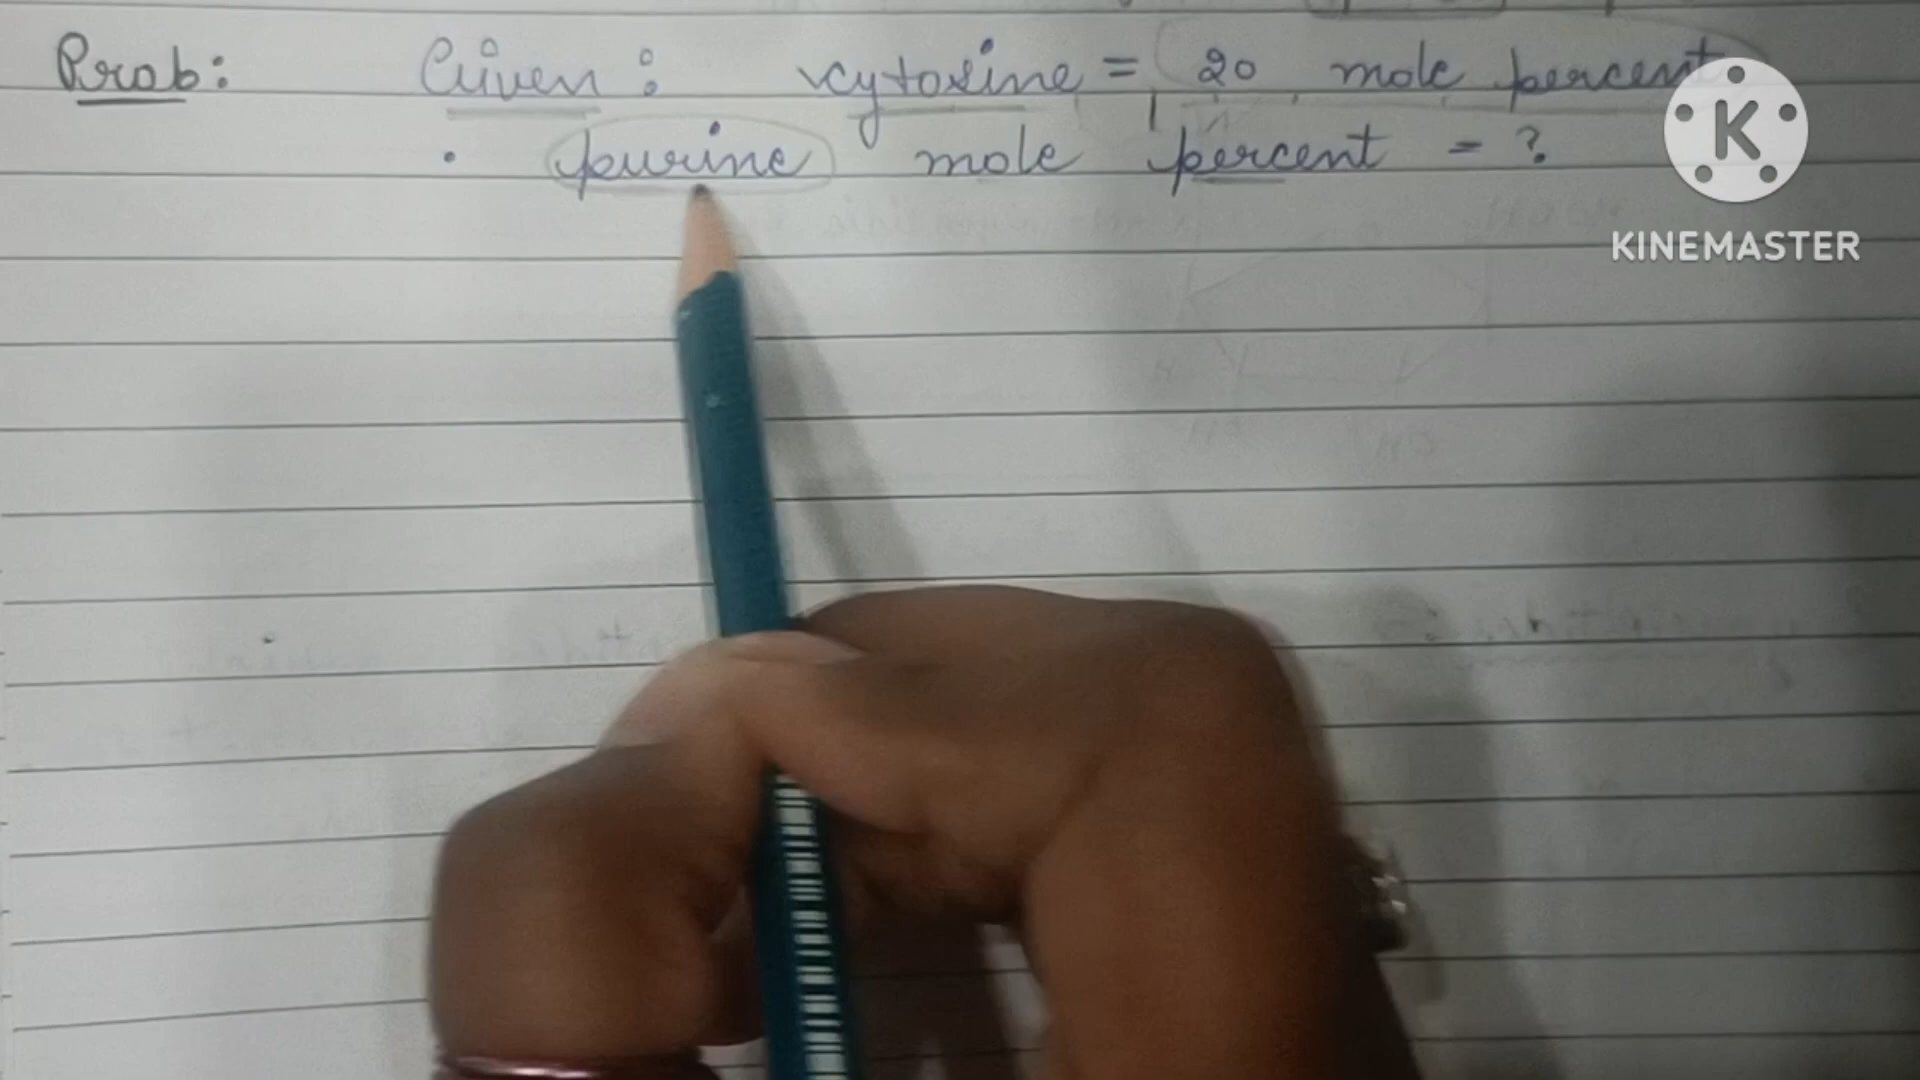 Prob: Given: cytosine = 20 mole percent
• purine mole percent = ?
K
KINEMASTER